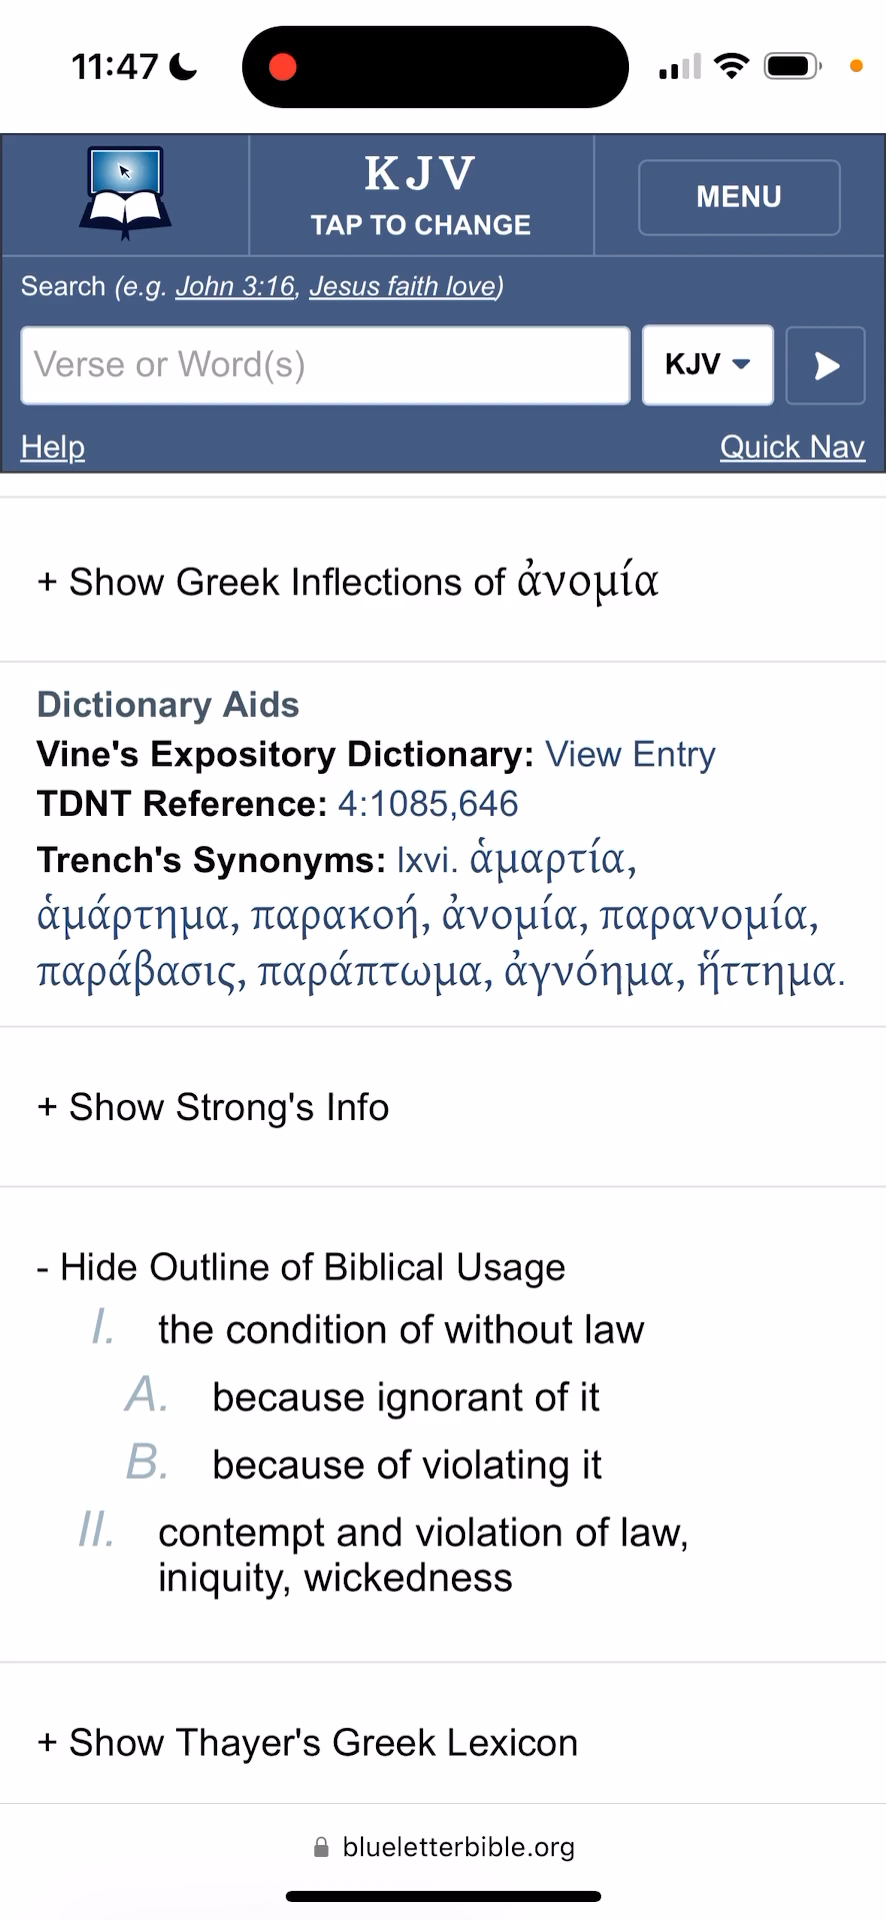 11:47
KJV
TAP TO CHANGE
MENU
Search (e.g. John 3:16, Jesus faith love)
Verse or Word(s)
KJV
Help
Quick Nav
+ Show Greek Inflections of ἀνομία
Dictionary Aids
Vine's Expository Dictionary: View Entry
TDNT Reference: 4:1085,646
Trench's Synonyms: lxvi. ἁμαρτία,
ἁμάρτημα, παρακοή, ἀνομία, παρανομία,
παράβασις, παράπτωμα, ἀγνόημα, ἥττημα.
+ Show Strong's Info
- Hide Outline of Biblical Usage
I. the condition of without law
A. because ignorant of it
B. because of violating it
II. contempt and violation of law,
iniquity, wickedness
+ Show Thayer's Greek Lexicon
blueletterbible.org